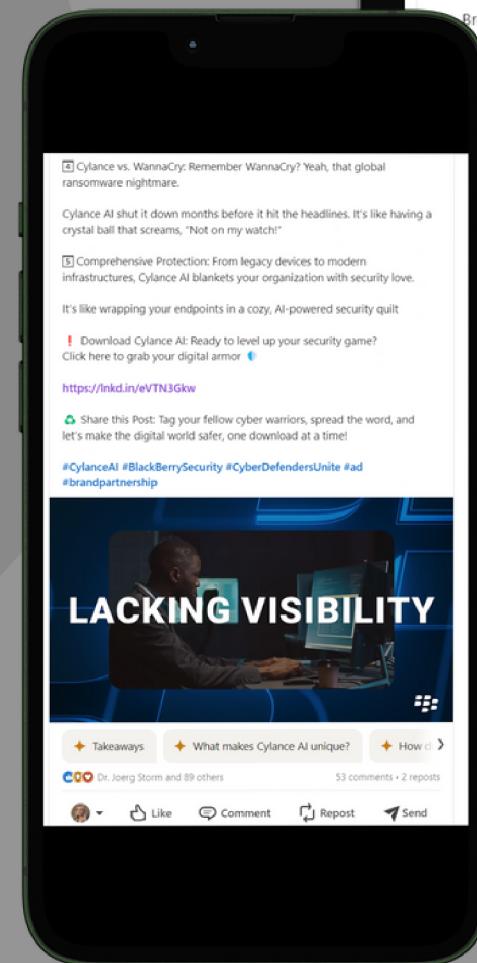 Br
4 Cylance vs. WannaCry: Remember WannaCry? Yeah, that global
ransomware nightmare.
Cylance AI shut it down months before it hit the headlines. It's like having a
crystal ball that screams, "Not on my watch!"
5 Comprehensive Protection: From legacy devices to modern
infrastructures, Cylance AI blankets your organization with security love.
It's like wrapping your endpoints in a cozy, AI-powered security quilt
❗ Download Cylance AI: Ready to level up your security game?
Click here to grab your digital armor
https://lnkd.in/eVTN3Gkw
♻ Share this Post: Tag your fellow cyber warriors, spread the word, and
let's make the digital world safer, one download at a time!
#CylanceAI #BlackBerrySecurity #CyberDefendersUnite #ad
#brandpartnership
LACKING VISIBILITY
Takeaways What makes Cylance AI unique? How
Dr. Joerg Storm and 89 others 53 comments • 2 reposts
Like Comment Repost Send